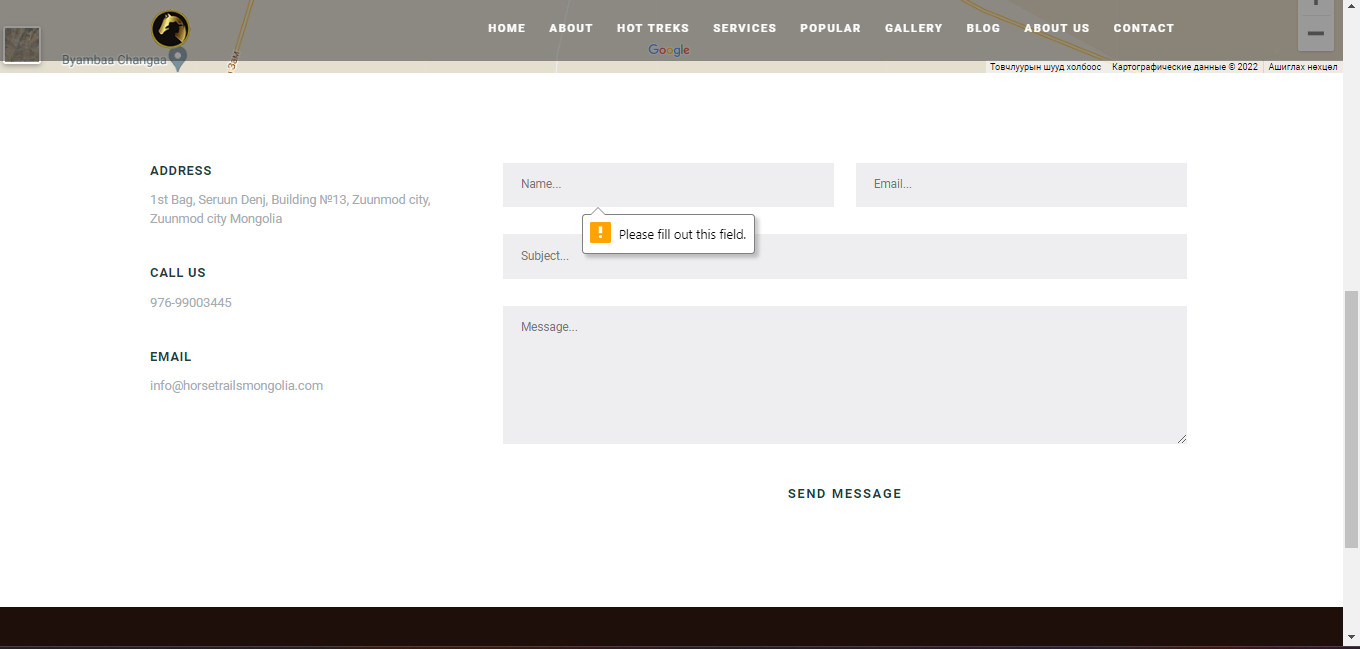 HOME ABOUT HOT TREKS SERVICES POPULAR GALLERY BLOG ABOUT US CONTACT
Google
Byambaa Changaa
Зам
Товчлуурын шууд холбоос Картографические данные © 2022 Ашиглах нөхцөл
ADDRESS
1st Bag, Seruun Denj, Building №13, Zuunmod city,
Zuunmod city Mongolia
CALL US
976-99003445
EMAIL
info@horsetrailsmongolia.com
Name...
Email...
Please fill out this field.
Subject...
Message...
SEND MESSAGE